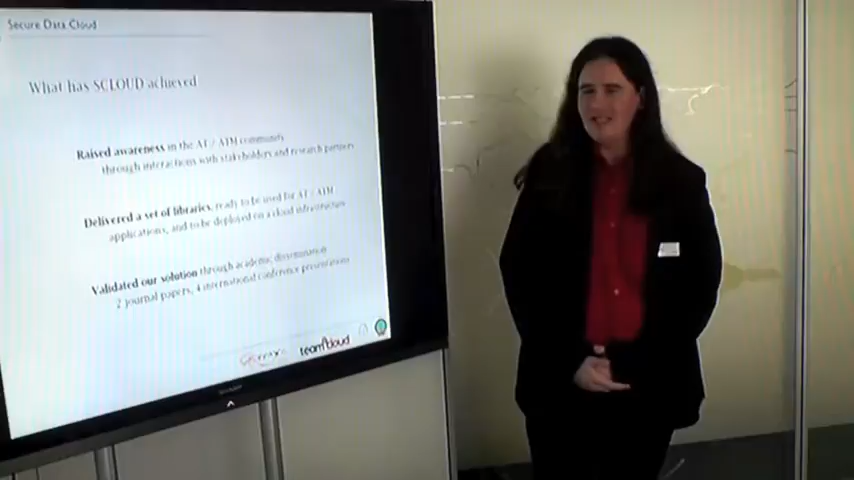 Secure Data Cloud
What has SCLOUD achieved
Raised awareness in the AT / ATM community
through interactions with stakeholders and research partners
Delivered a set of libraries, ready to be used for AT / ATM
applications, and to be deployed on a cloud infrastructure
Validated our solution through academic dissemination
2 journal papers, 4 international conference presentations
team cloud